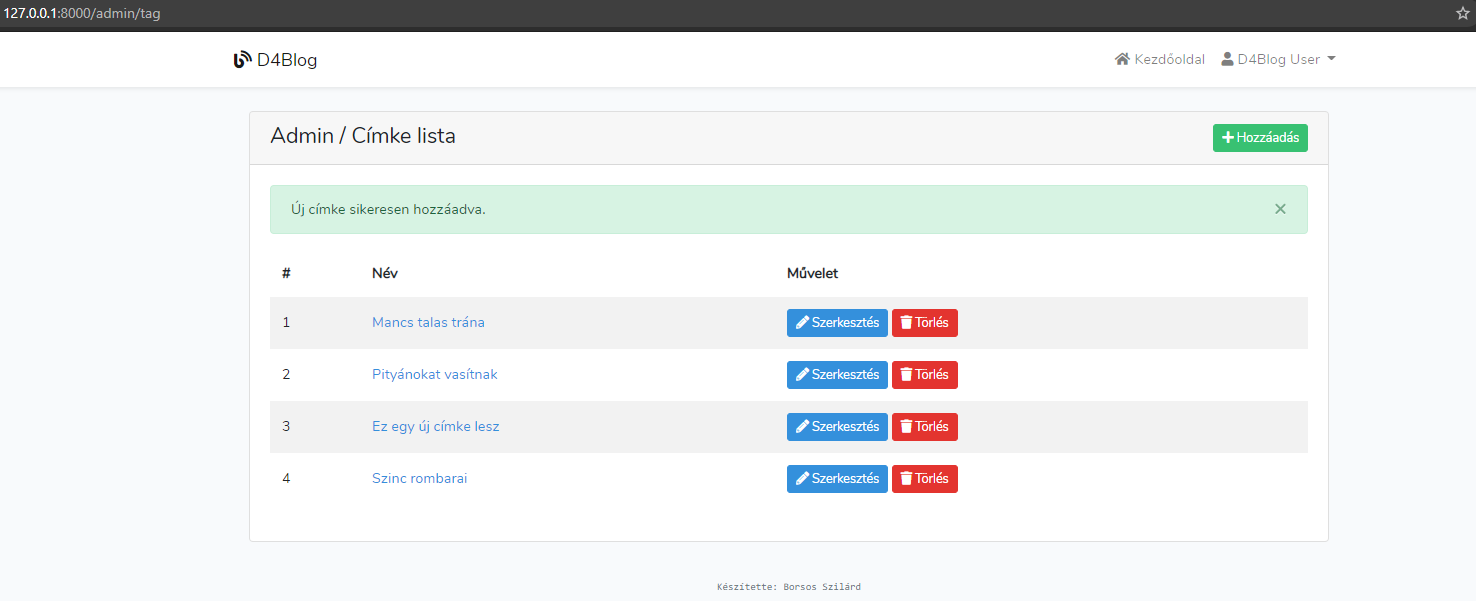 127.0.0.1:8000/admin/tag
D4Blog Kezdőoldal D4Blog User
Admin / Címke lista Hozzáadás
Új címke sikeresen hozzáadva. ×
# Név Művelet
1 Mancs talas trána Szerkesztés Törlés
2 Pityánokat vasítnak Szerkesztés Törlés
3 Ez egy új címke lesz Szerkesztés Törlés
4 Szinc rombarai Szerkesztés Törlés
Készítette: Borsos Szilárd